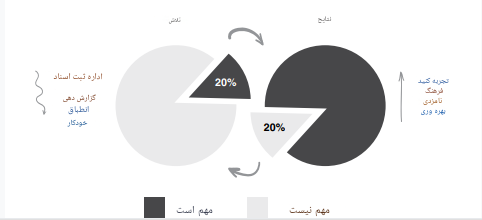 نتایج
تلاش
تجربه کنید
فرهنگ
نامزدی
بهره وری
20%
20%
اداره ثبت اسناد
گزارش دهی
انطباق
خودکار
مهم نیست
مهم است